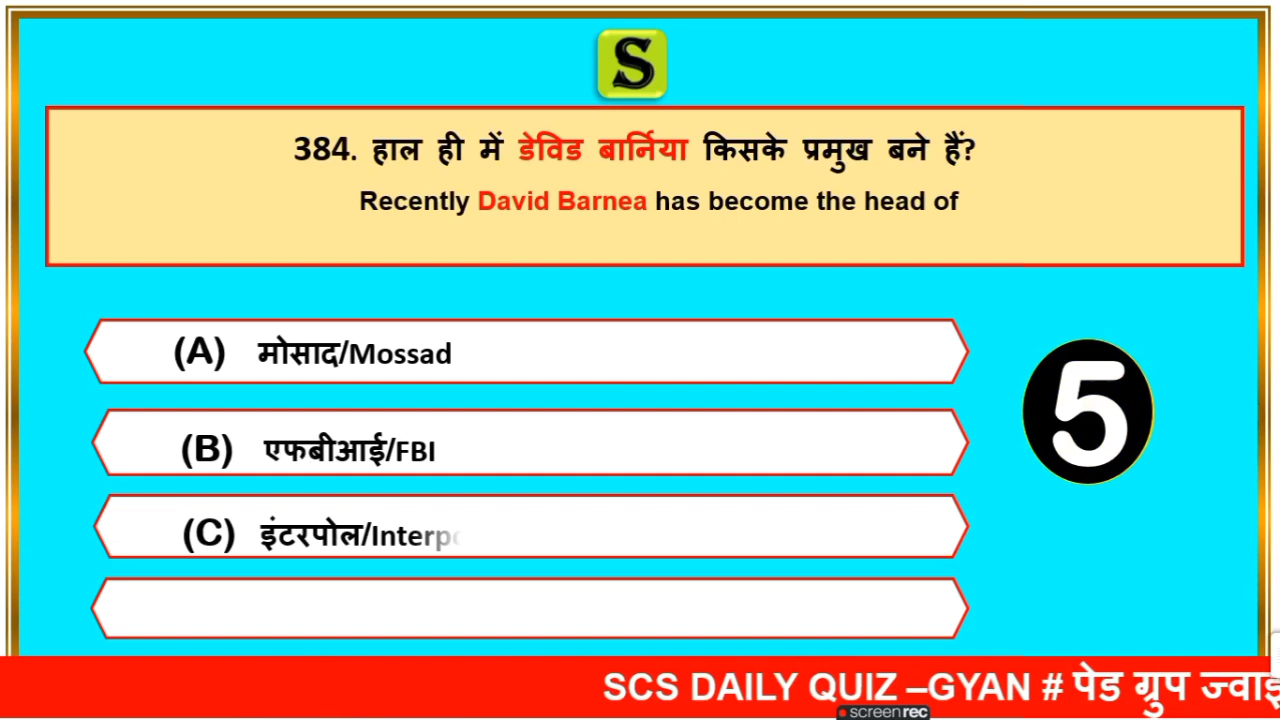 S
384. हाल ही में डेविड बार्निया किसके प्रमुख बने हैं?
Recently David Barnea has become the head of
(A) मोसाद/Mossad
(B) एफबीआई/FBI
5
(C) इंटरपोल/Interp
SCS DAILY QUIZ –GYAN # पेड ग्रुप
screenrec